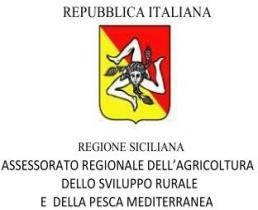 REPUBBLICA ITALIANA
REGIONE SICILIANA
ASSESSORATO REGIONALE DELL'AGRICOLTURA
DELLO SVILUPPO RURALE
E DELLA PESCA MEDITERRANEA